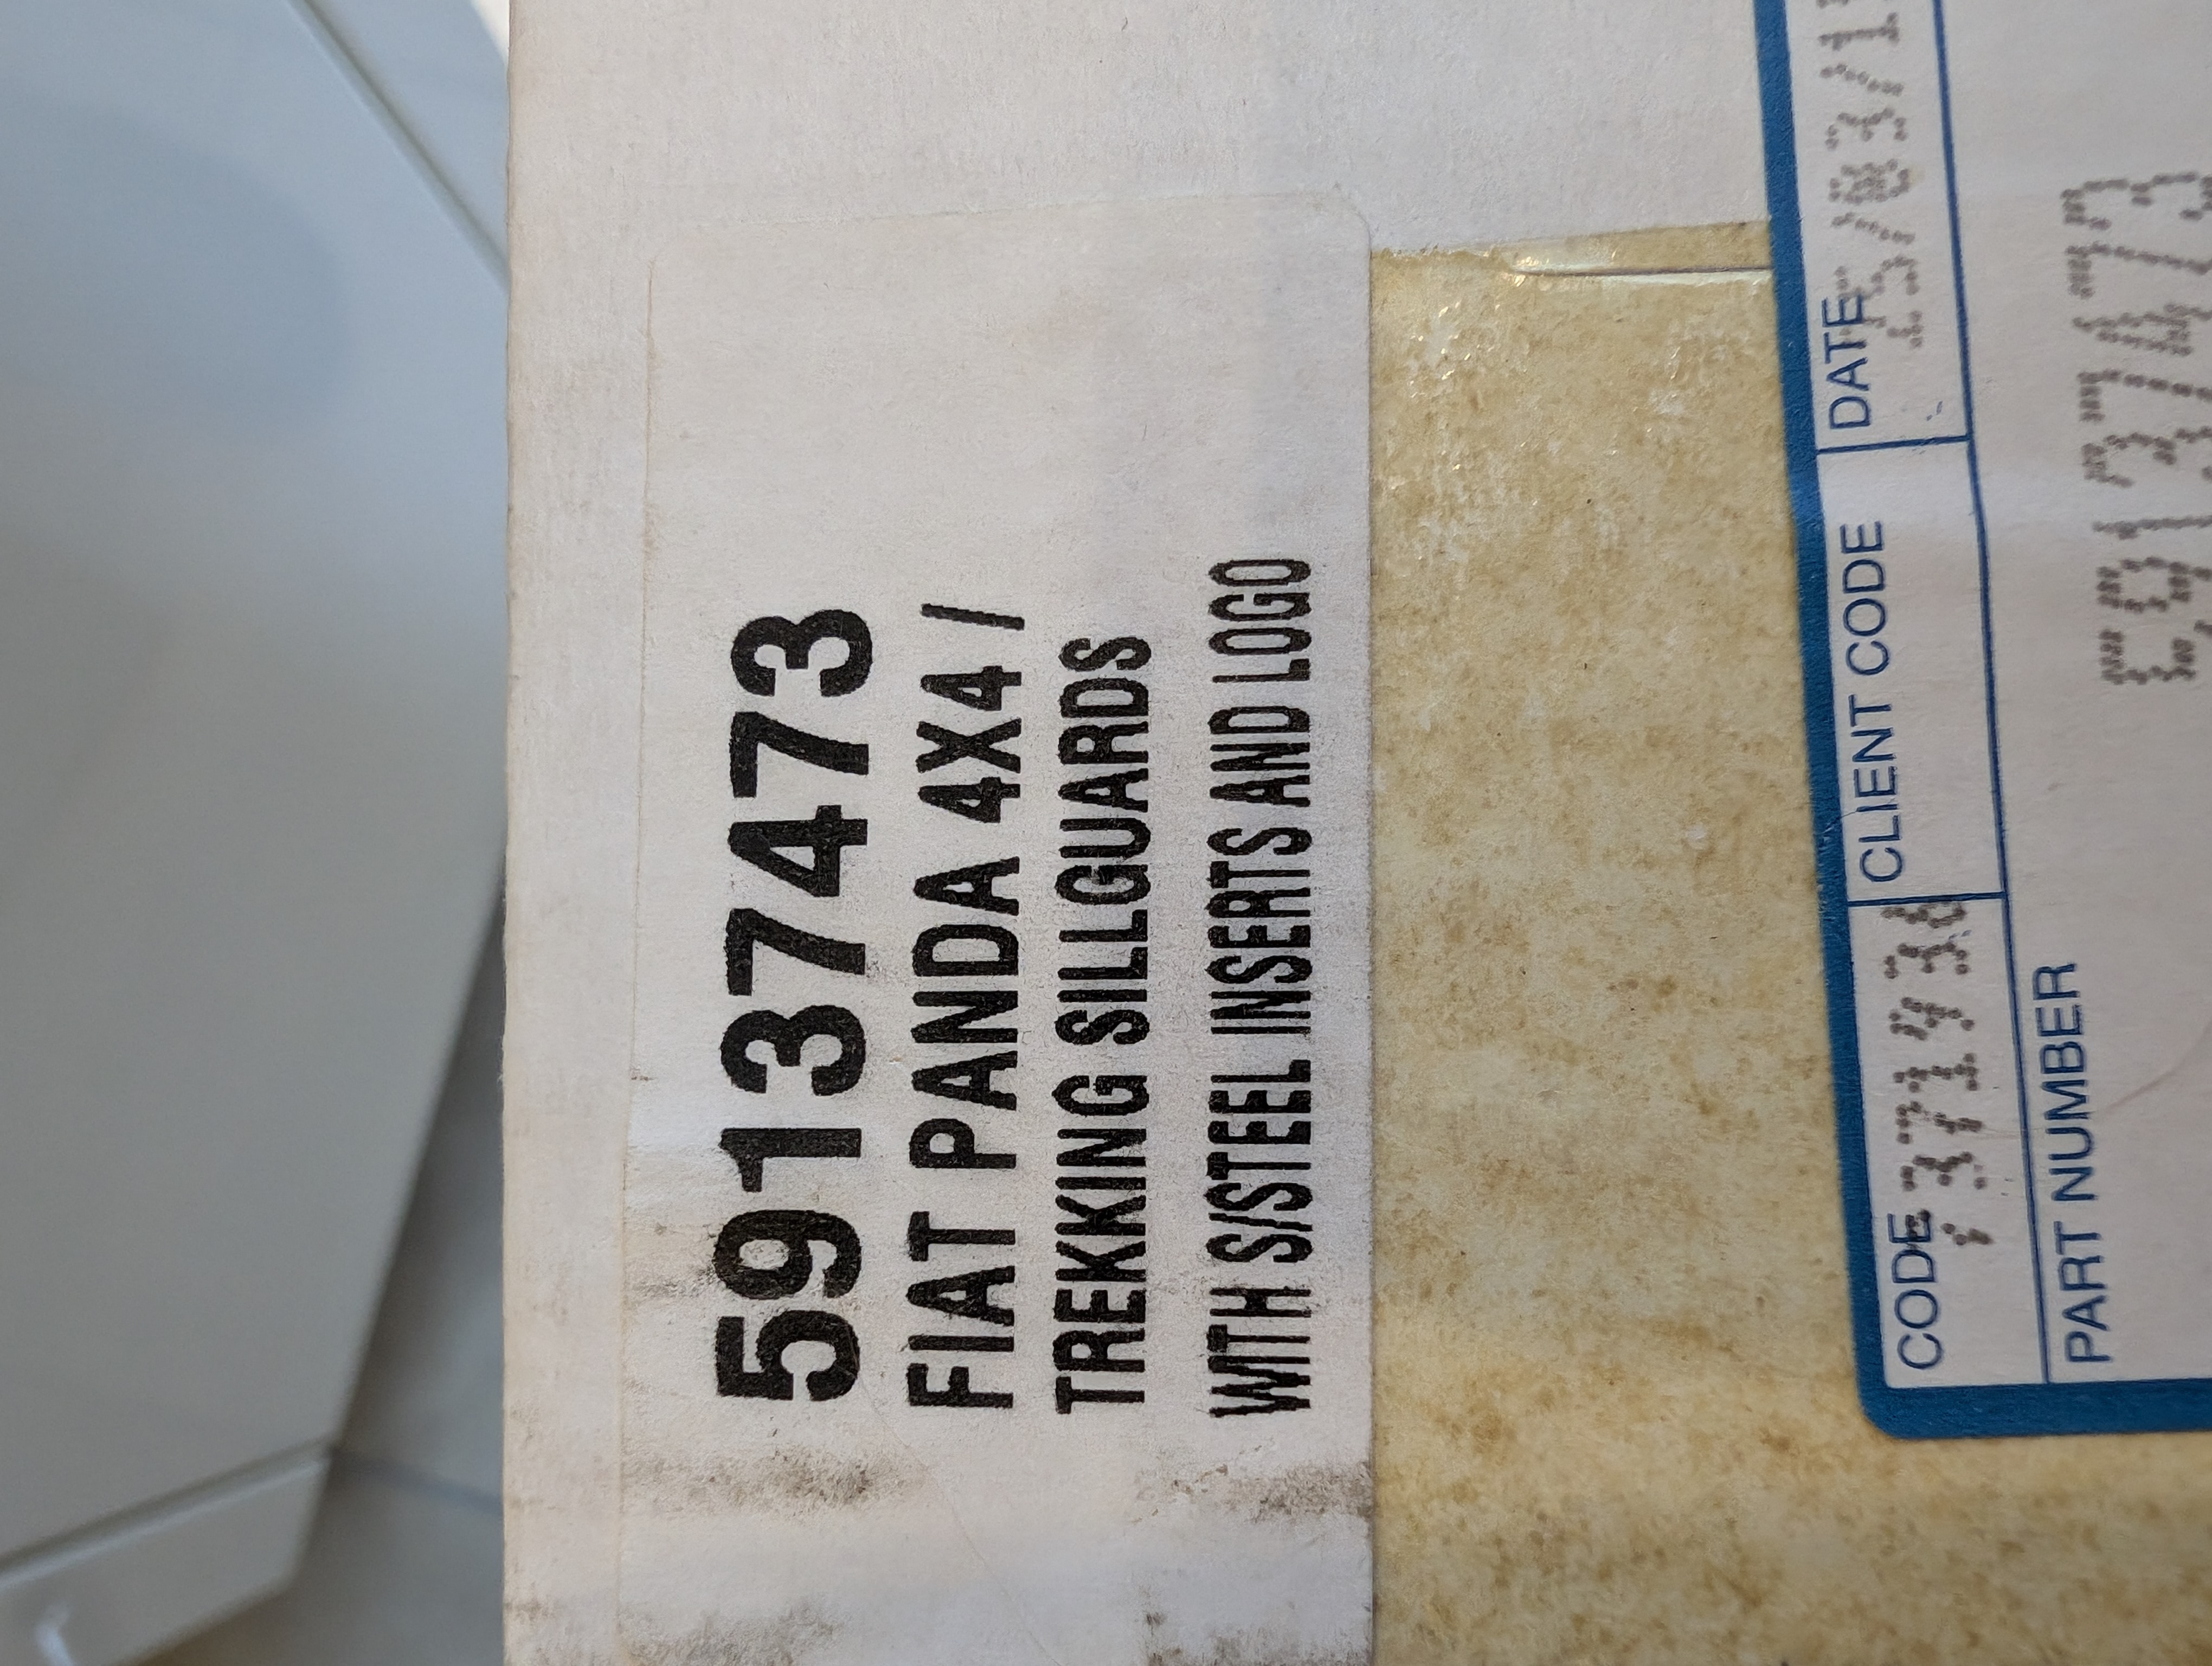 59137473
FIAT PANDA 4X4 /
TREKKING SILLGUARDS
WITH S/STEEL INSERTS AND LOGO
CODE
CLIENT CODE
DATE
PART NUMBER